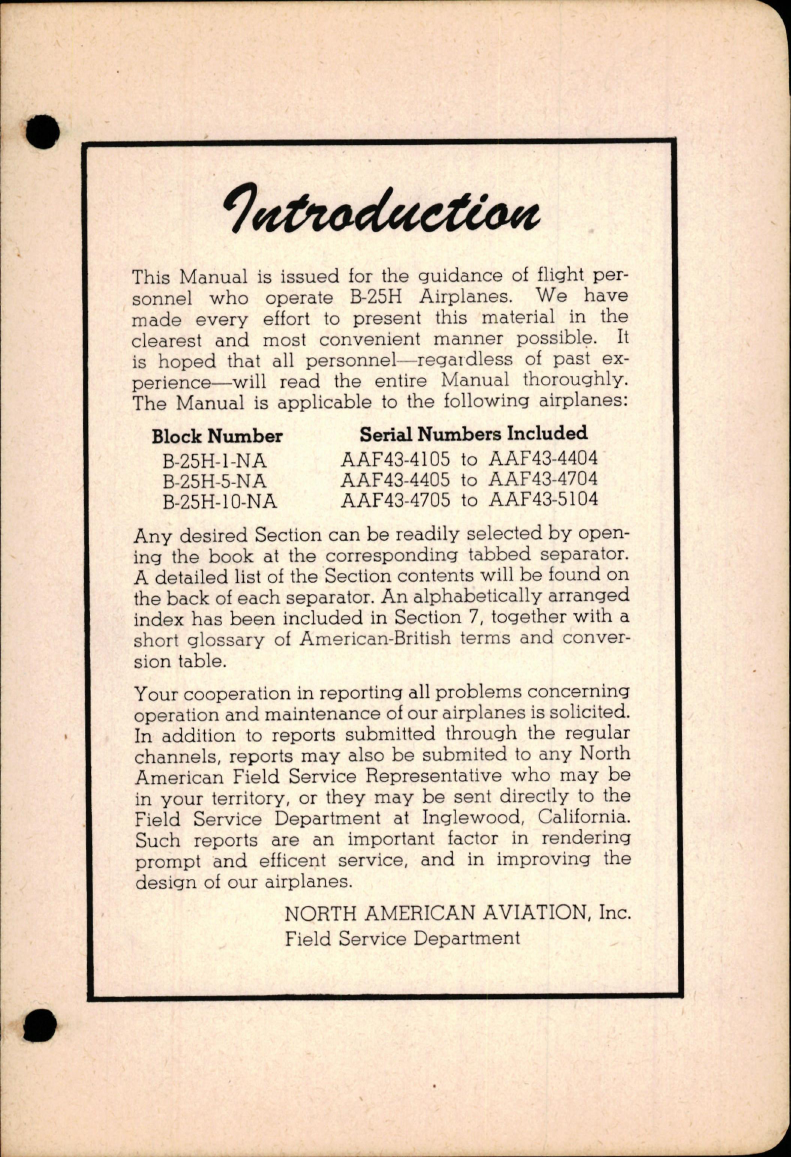 Introduction
This Manual is issued for the guidance of flight per-
sonnel who operate B-25H Airplanes. We have
made every effort to present this material in the
clearest and most convenient manner possible. It
is hoped that all personnel—regardless of past ex-
perience—will read the entire Manual thoroughly.
The Manual is applicable to the following airplanes:
Block Number Serial Numbers Included
B-25H-1-NA AAF43-4105 to AAF43-4404
B-25H-5-NA AAF43-4405 to AAF43-4704
B-25H-10-NA AAF43-4705 to AAF43-5104
Any desired Section can be readily selected by open-
ing the book at the corresponding tabbed separator.
A detailed list of the Section contents will be found on
the back of each separator. An alphabetically arranged
index has been included in Section 7, together with a
short glossary of American-British terms and conver-
sion table.
Your cooperation in reporting all problems concerning
operation and maintenance of our airplanes is solicited.
In addition to reports submitted through the regular
channels, reports may also be submited to any North
American Field Service Representative who may be
in your territory, or they may be sent directly to the
Field Service Department at Inglewood, California.
Such reports are an important factor in rendering
prompt and efficent service, and in improving the
design of our airplanes.
NORTH AMERICAN AVIATION, Inc.
Field Service Department